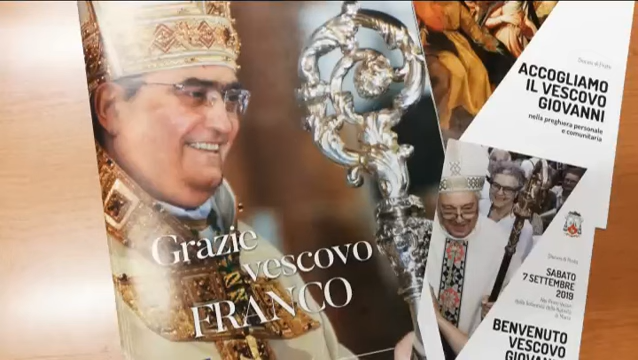 Grazie
vescovo
FRANCO
Diocesi di Prato
ACCOGLIAMO
IL VESCOVO
GIOVANNI
nella preghiera personale
e comunitaria
Diocesi di Prato
SABATO
7 SETTEMBRE
2019
BENVENUTO
VESCOVO